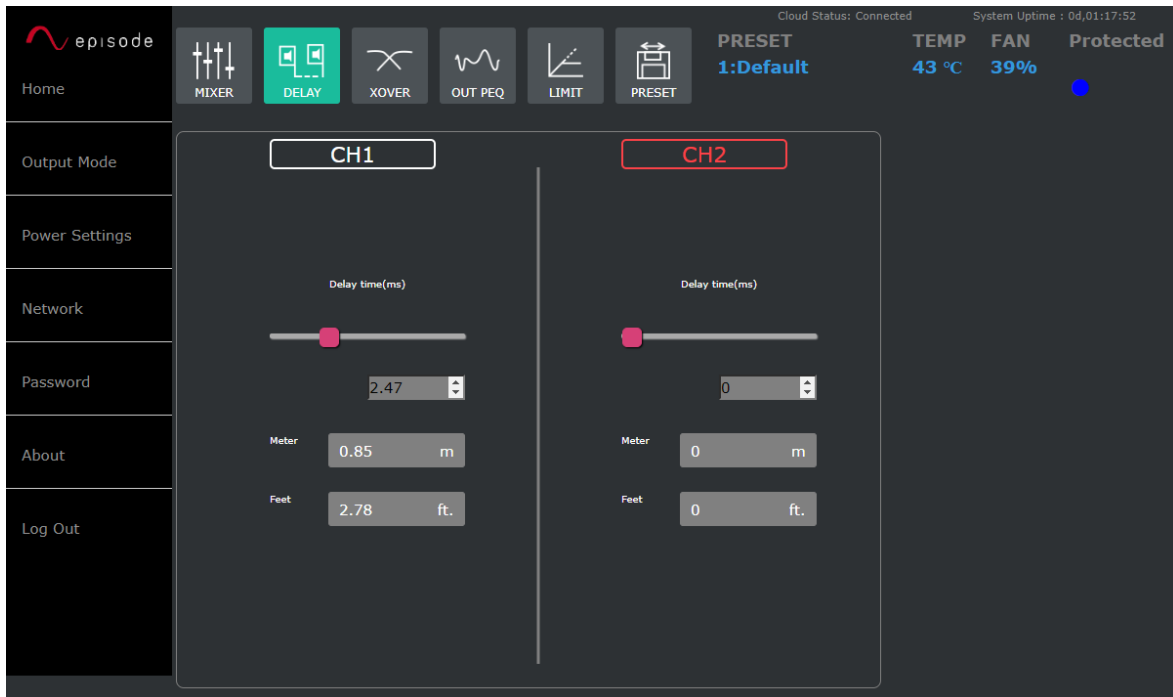 Cloud Status: Connected System Uptime : 0d,01:17:52
episode
PRESET TEMP FAN Protected
1:Default 43 °C 39%
MIXER DELAY XOVER OUT PEQ LIMIT PRESET
Home
Output Mode
Power Settings
Network
Password
About
Log Out
CH1
Delay time(ms)
2.47
Meter 0.85 m
Feet 2.78 ft.
CH2
Delay time(ms)
0
Meter 0 m
Feet 0 ft.